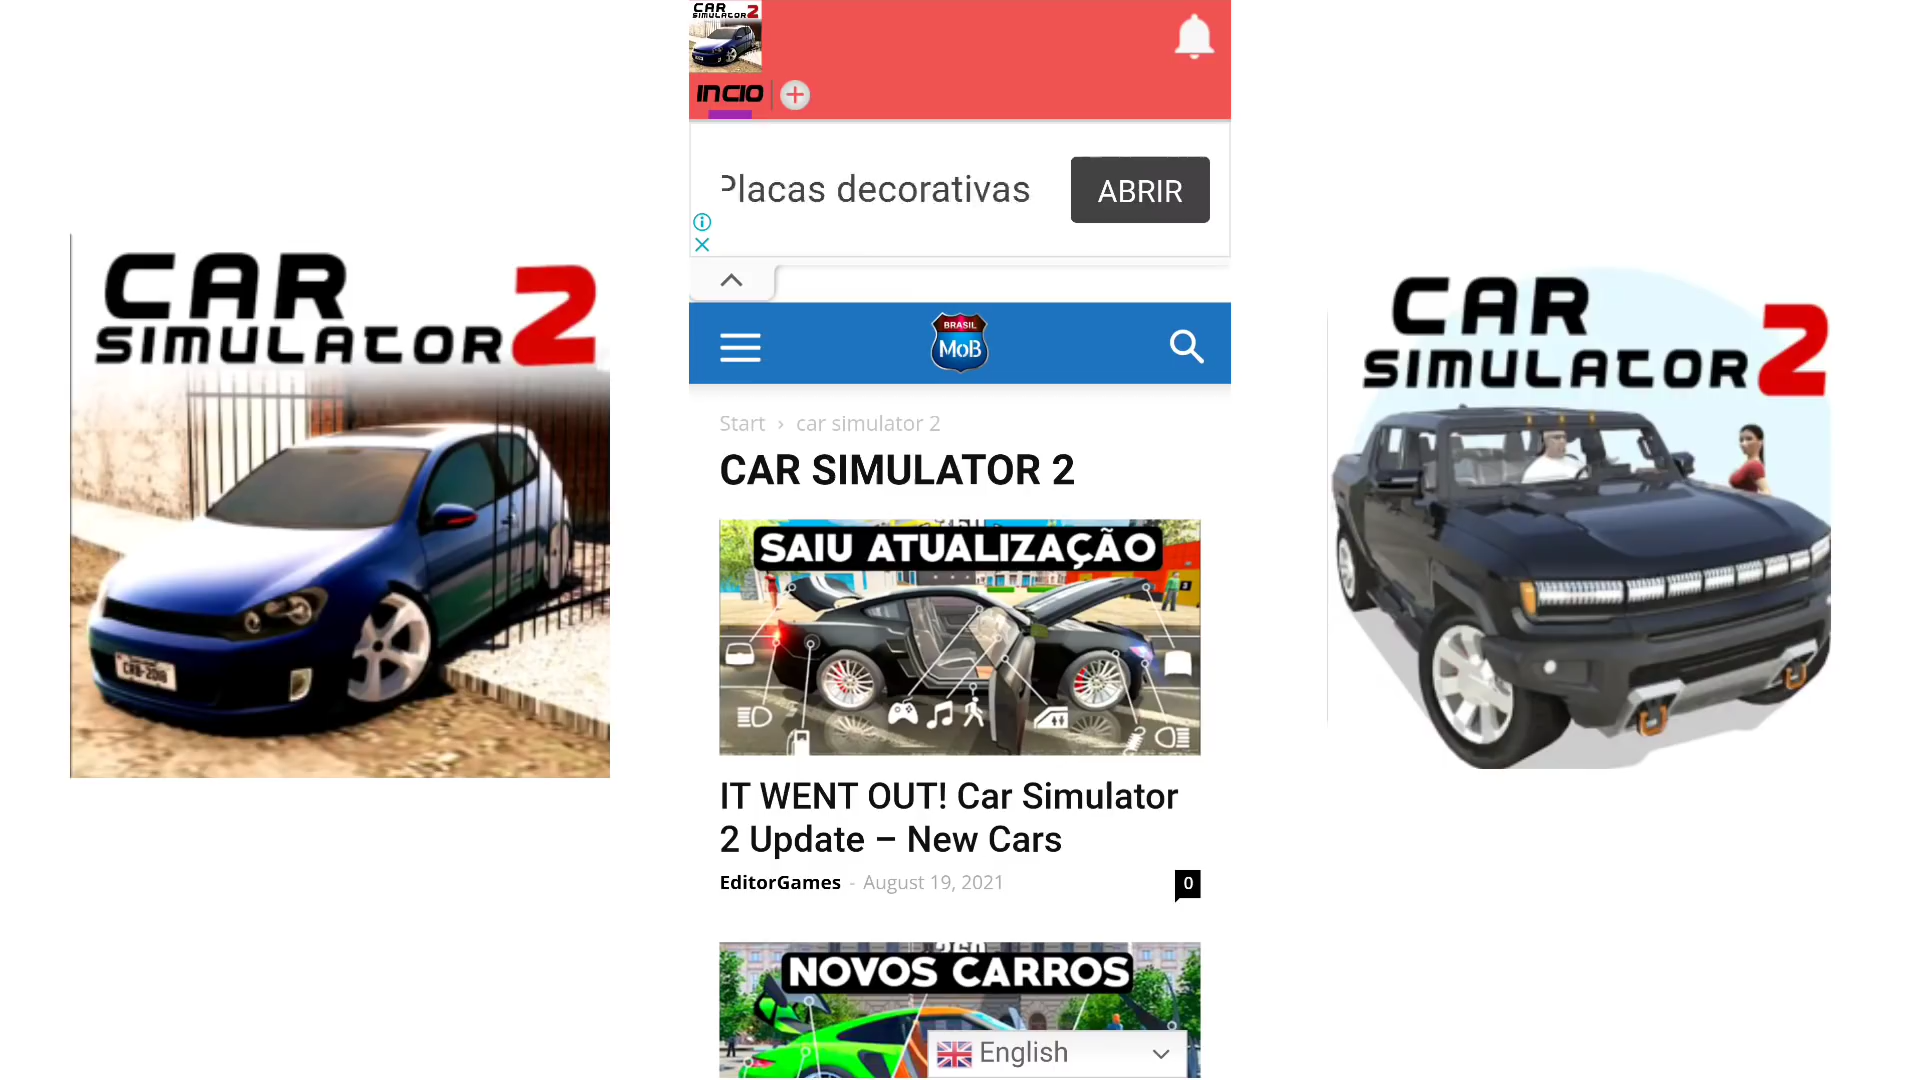 CAR
SIMULATOR 2
INCIO
Placas decorativas
ABRIR
CAR
SIMULATOR 2
BRASIL
MoB
CAR
SIMULATOR 2
Start › car simulator 2
CAR SIMULATOR 2
SAIU ATUALIZAÇÃO
IT WENT OUT! Car Simulator
2 Update – New Cars
EditorGames - August 19, 2021
0
NOVOS CARROS
English